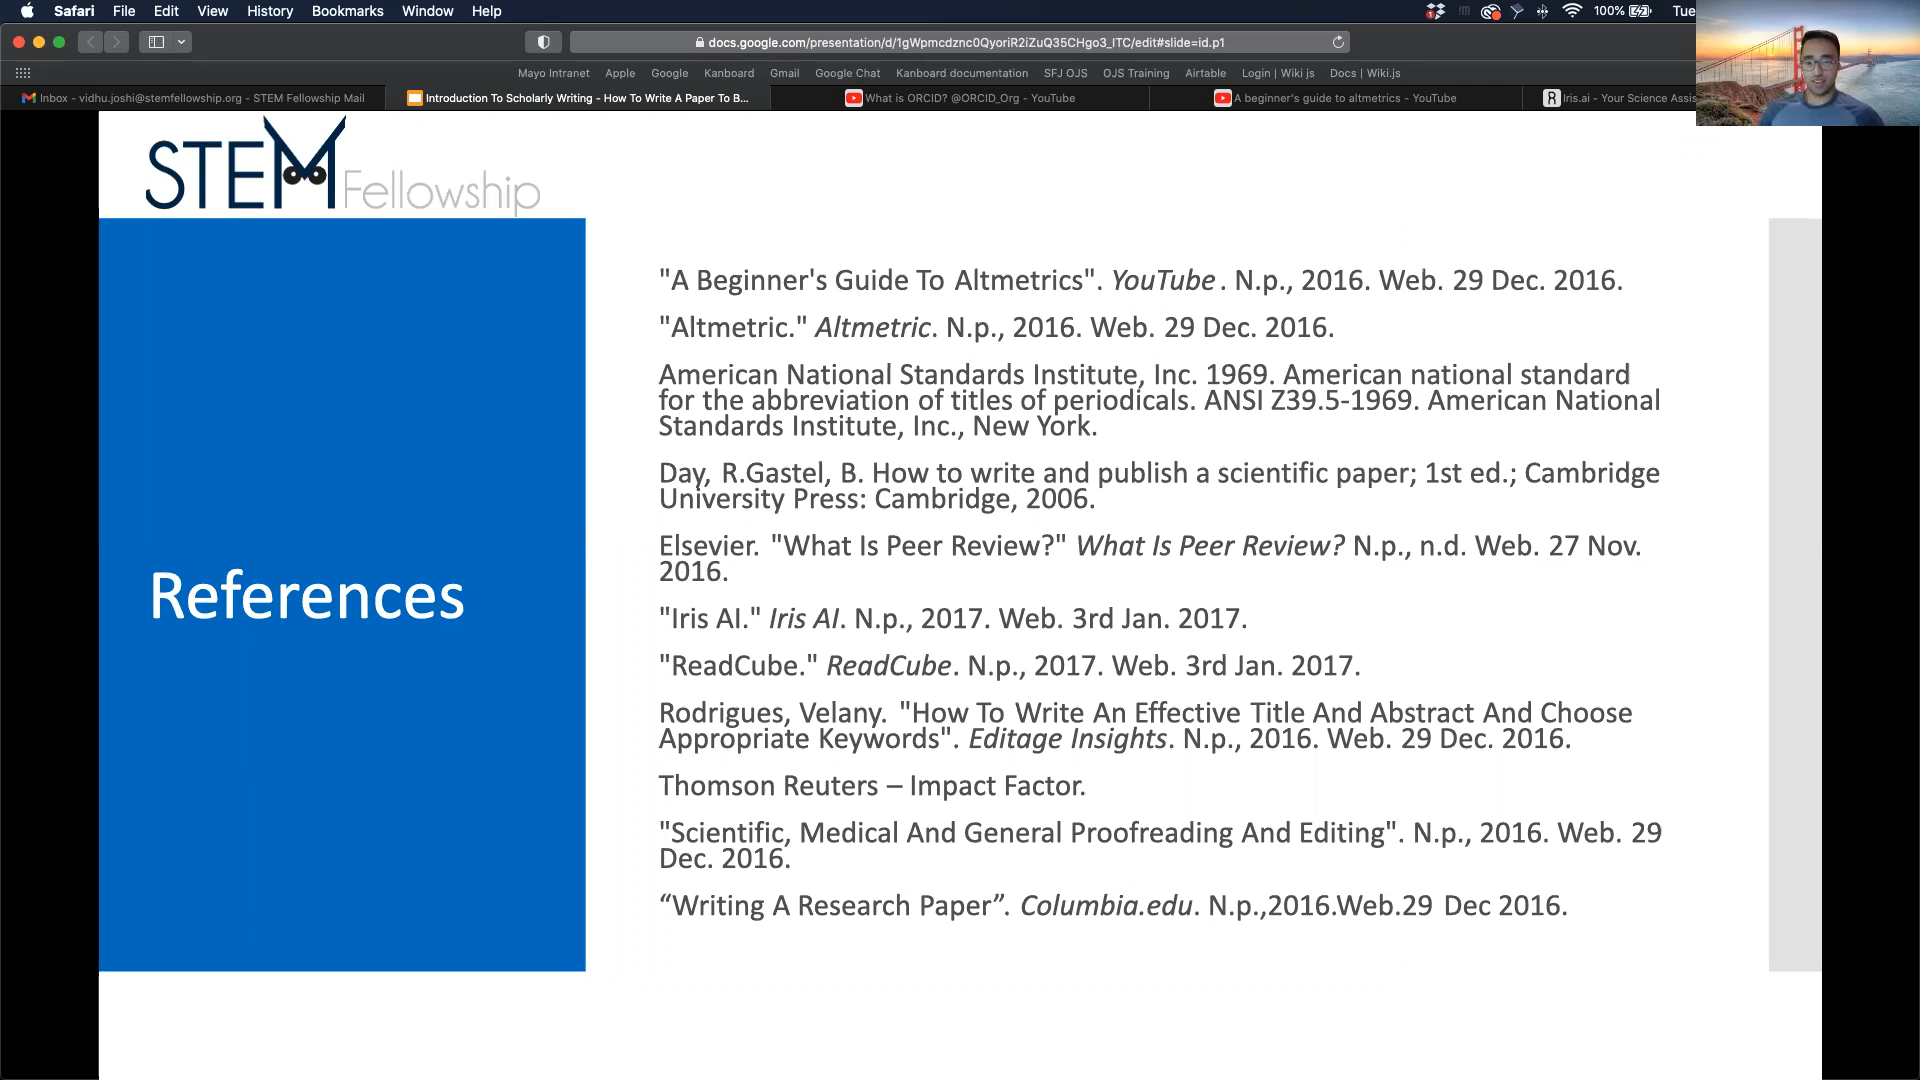 Safari File Edit View History Bookmarks Window Help 100% Tue
docs.google.com/presentation/d/1gWpmcdznc0QyoriR2iZuQ35CHgo3_lTC/edit#slide=id.p1
Mayo Intranet Apple Google Kanboard Gmail Google Chat Kanboard documentation SFJ OJS OJS Training Airtable Login | Wiki js Docs | Wiki.js
Inbox - vidhu.joshi@stemfellowship.org - STEM Fellowship Mail Introduction To Scholarly Writing - How To Write A Paper To B... What is ORCID? @ORCID_Org - YouTube A beginner's guide to altmetrics - YouTube R Iris.ai - Your Science Assis
STEM Fellowship
References
"A Beginner's Guide To Altmetrics". YouTube. N.p., 2016. Web. 29 Dec. 2016.
"Altmetric." Altmetric. N.p., 2016. Web. 29 Dec. 2016.
American National Standards Institute, Inc. 1969. American national standard
for the abbreviation of titles of periodicals. ANSI Z39.5-1969. American National
Standards Institute, Inc., New York.
Day, R.Gastel, B. How to write and publish a scientific paper; 1st ed.; Cambridge
University Press: Cambridge, 2006.
Elsevier. "What Is Peer Review?" What Is Peer Review? N.p., n.d. Web. 27 Nov.
2016.
"Iris AI." Iris AI. N.p., 2017. Web. 3rd Jan. 2017.
"ReadCube." ReadCube. N.p., 2017. Web. 3rd Jan. 2017.
Rodrigues, Velany. "How To Write An Effective Title And Abstract And Choose
Appropriate Keywords". Editage Insights. N.p., 2016. Web. 29 Dec. 2016.
Thomson Reuters – Impact Factor.
"Scientific, Medical And General Proofreading And Editing". N.p., 2016. Web. 29
Dec. 2016.
“Writing A Research Paper”. Columbia.edu. N.p.,2016.Web.29 Dec 2016.